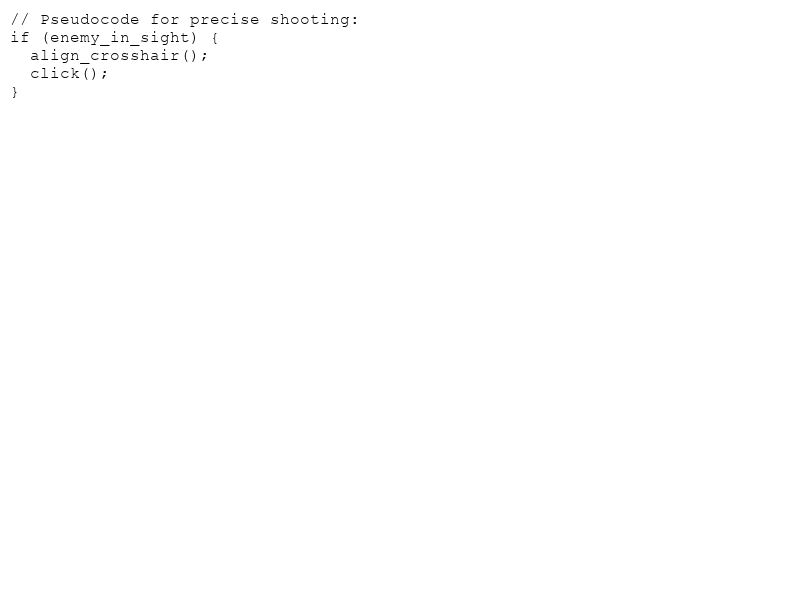 // Pseudocode for precise shooting:
if (enemy_in_sight) {
  align_crosshair();
  click();
}